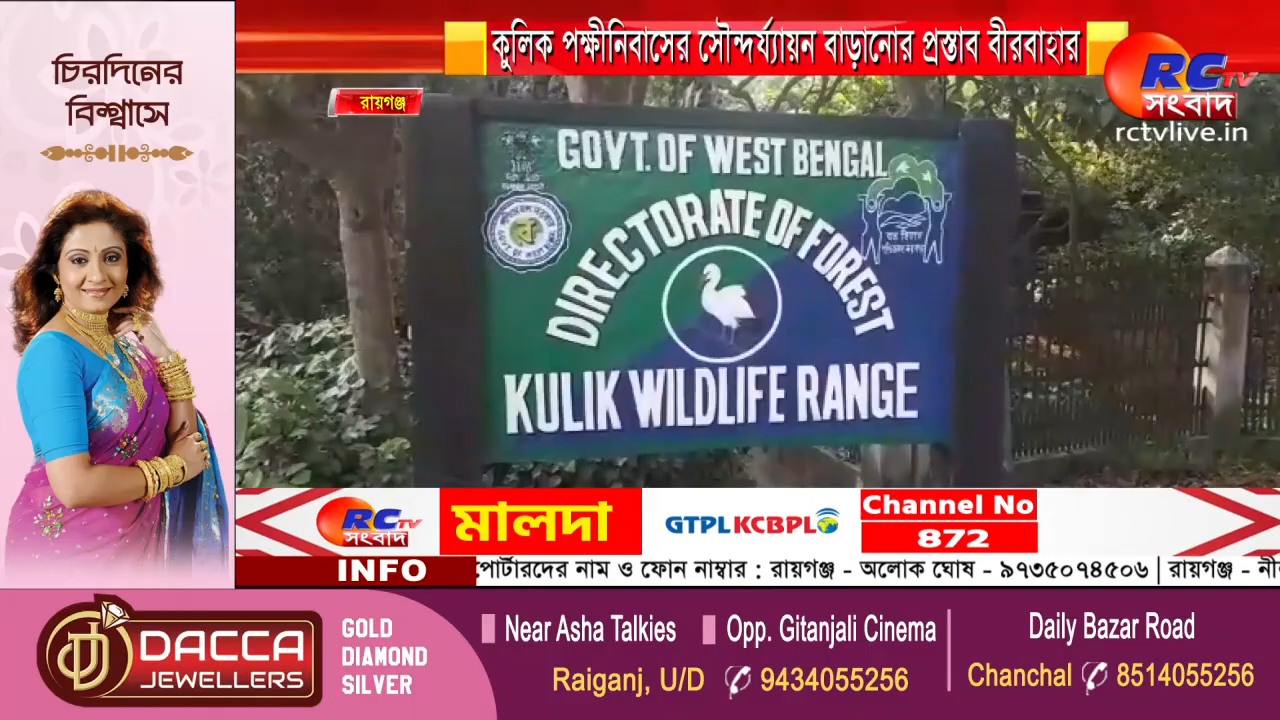 কুলিক পক্ষীনিবাসের সৌন্দর্য্যায়ন বাড়ানোর প্রস্তাব বীরবাহার
RCTV
সংবাদ
rctvlive.in
রায়গঞ্জ
চিরদিনের
বিশ্বাসে
GOVT. OF WEST BENGAL
DIRECTORATE OF FOREST
KULIK WILDLIFE RANGE
RCTV
সংবাদ
মালদা
GTPL KCBPL
Channel No
872
INFO
পোর্টারদের নাম ও ফোন নাম্বার : রায়গঞ্জ - অলোক ঘোষ - ৯৭৩৫০৭৪৫০৬ | রায়গঞ্জ -
DACCA
JEWELLERS
GOLD
DIAMOND
SILVER
Near Asha Talkies
Opp. Gitanjali Cinema
Raiganj, U/D
9434055256
Daily Bazar Road
Chanchal
8514055256